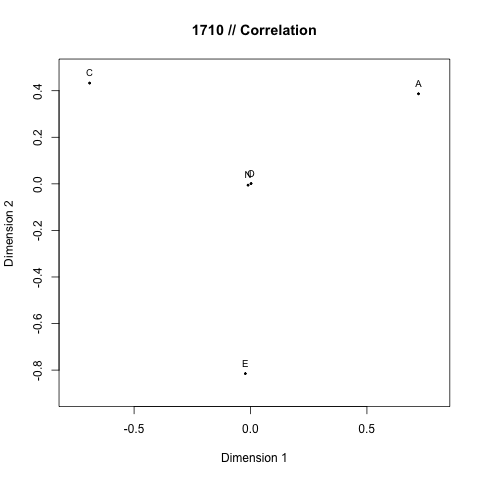 1710 // Correlation
C
A
N
O
E
0.4
0.2
0.0
-0.2
-0.4
-0.6
-0.8
Dimension 2
-0.5
0.0
0.5
Dimension 1